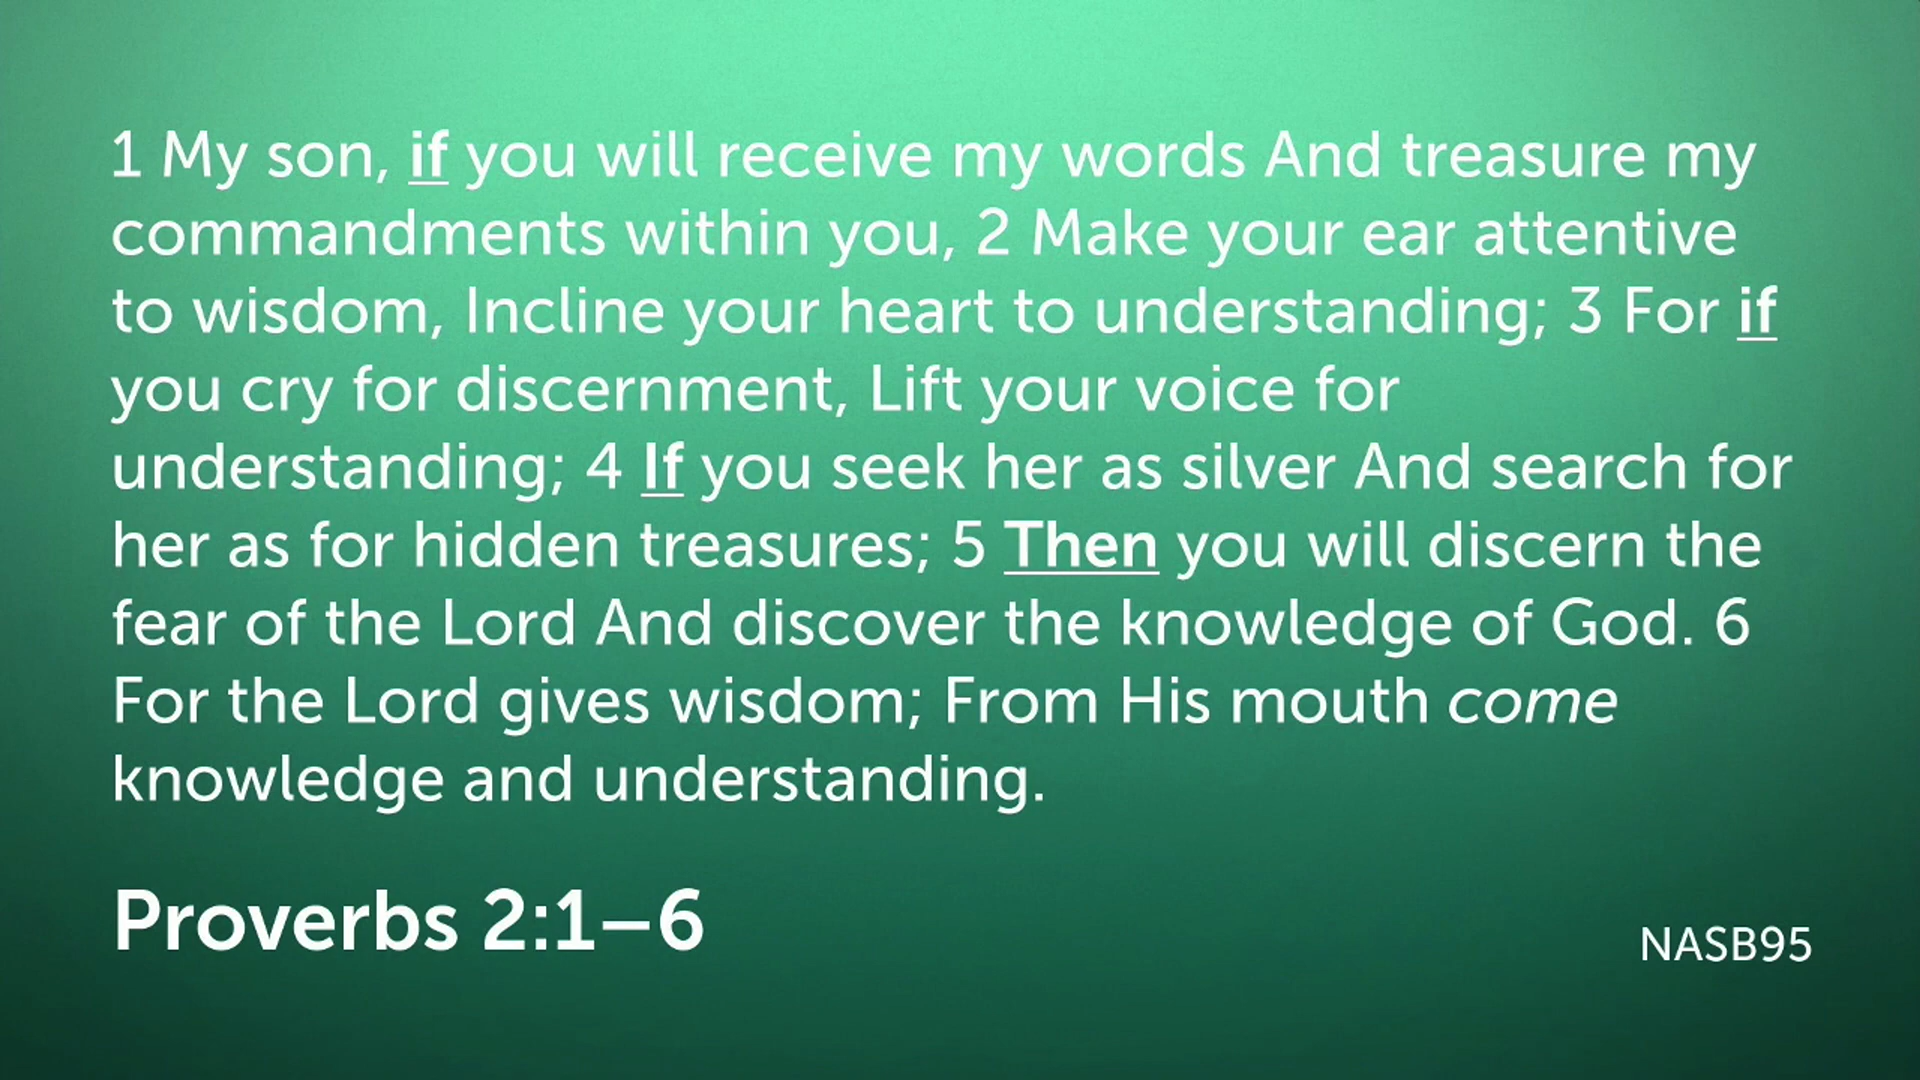 1 My son, if you will receive my words And treasure my
commandments within you, 2 Make your ear attentive
to wisdom, Incline your heart to understanding; 3 For if
you cry for discernment, Lift your voice for
understanding; 4 If you seek her as silver And search for
her as for hidden treasures; 5 Then you will discern the
fear of the Lord And discover the knowledge of God. 6
For the Lord gives wisdom; From His mouth come
knowledge and understanding.
Proverbs 2:1–6
NASB95